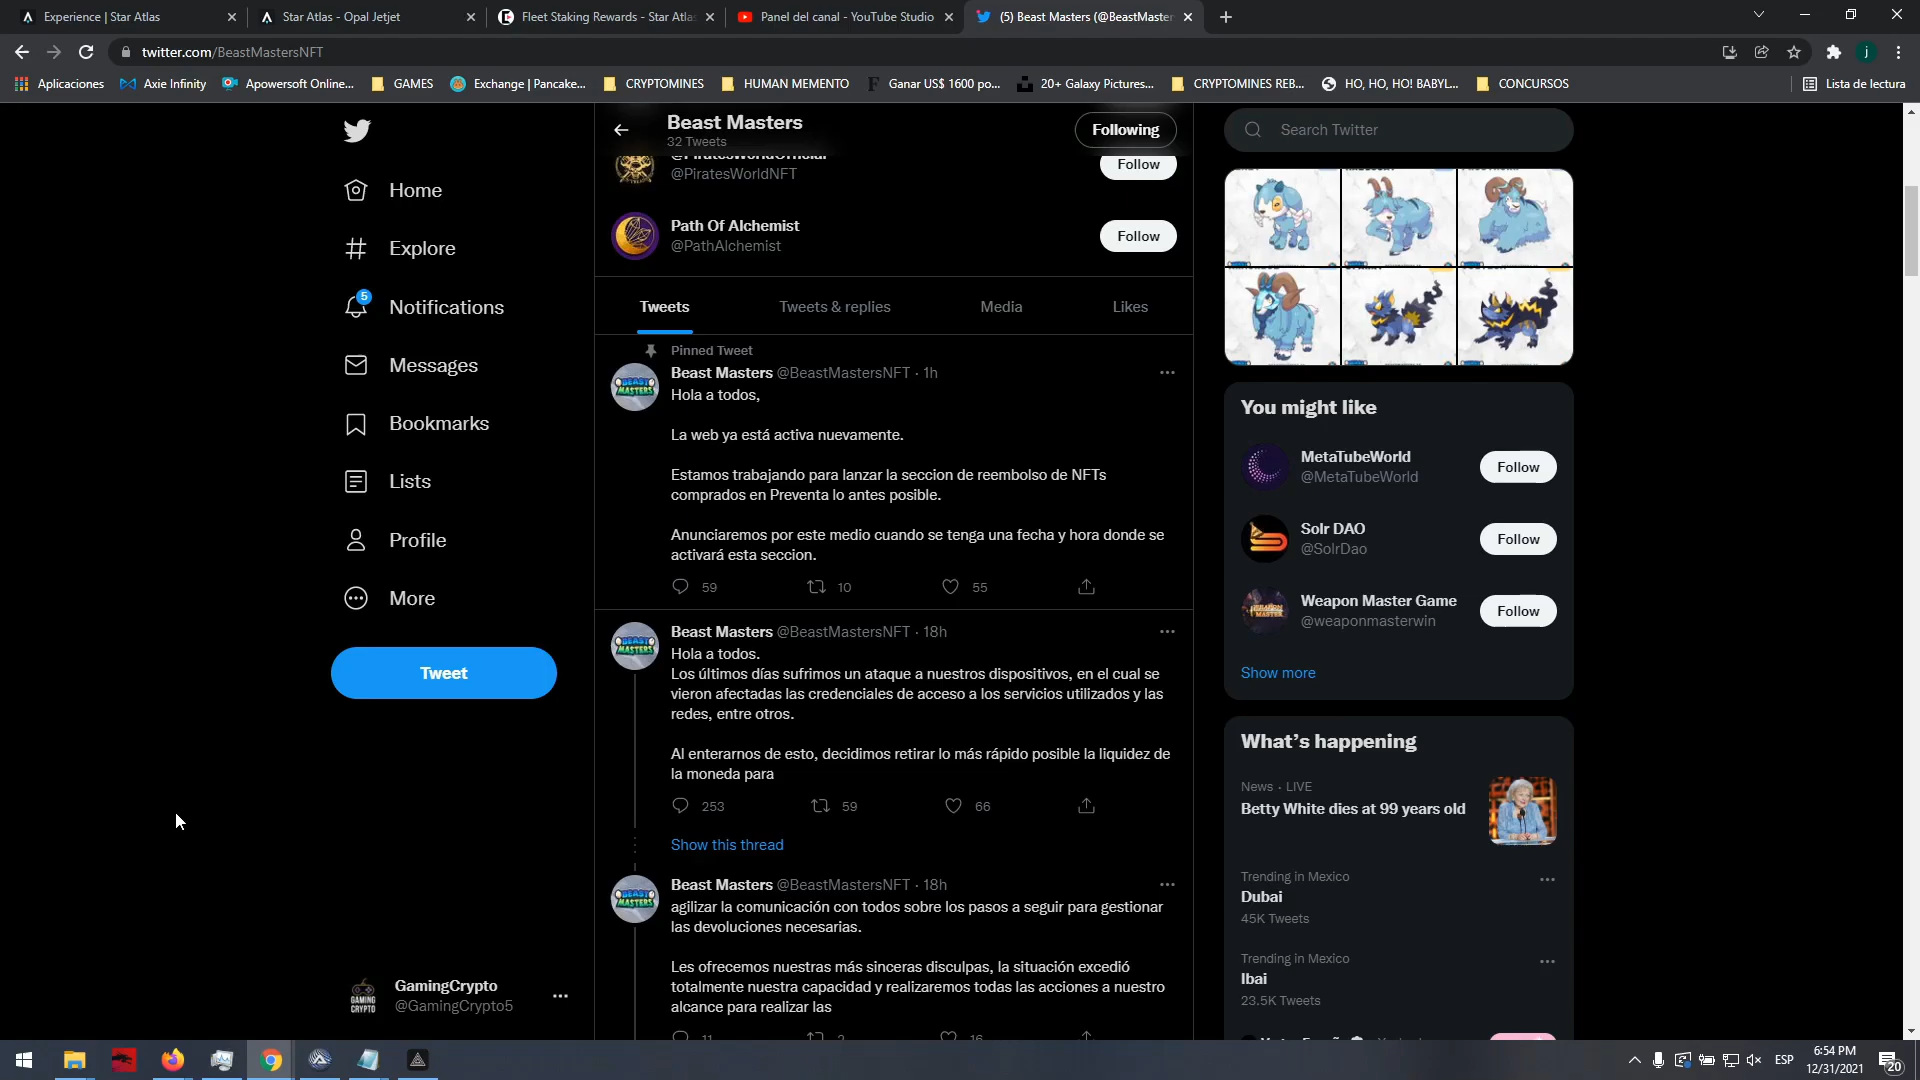 Experience | Star Atlas
Star Atlas - Opal Jetjet
Fleet Staking Rewards - Star Atlas
Panel del canal - YouTube Studio
(5) Beast Masters (@BeastMaster
twitter.com/BeastMastersNFT
j
Aplicaciones
Axie Infinity
Apowersoft Online...
GAMES
Exchange | Pancake...
CRYPTOMINES
HUMAN MEMENTO
Ganar US$ 1600 po...
20+ Galaxy Pictures...
CRYPTOMINES REB...
HO, HO, HO! BABYL...
CONCURSOS
Lista de lectura
Home
Explore
5
Notifications
Messages
Bookmarks
Lists
Profile
More
Tweet
GamingCrypto
@GamingCrypto5
Beast Masters
32 Tweets
Following
@PiratesWorldNFT
Follow
Path Of Alchemist
@PathAlchemist
Follow
Tweets
Tweets & replies
Media
Likes
Pinned Tweet
Beast Masters @BeastMastersNFT · 1h
Hola a todos,
La web ya está activa nuevamente.
Estamos trabajando para lanzar la seccion de reembolso de NFTs
comprados en Preventa lo antes posible.
Anunciaremos por este medio cuando se tenga una fecha y hora donde se
activará esta seccion.
59
10
55
Beast Masters @BeastMastersNFT · 18h
Hola a todos.
Los últimos días sufrimos un ataque a nuestros dispositivos, en el cual se
vieron afectadas las credenciales de acceso a los servicios utilizados y las
redes, entre otros.
Al enterarnos de esto, decidimos retirar lo más rápido posible la liquidez de
la moneda para
253
59
66
Show this thread
Beast Masters @BeastMastersNFT · 18h
agilizar la comunicación con todos sobre los pasos a seguir para gestionar
las devoluciones necesarias.
Les ofrecemos nuestras más sinceras disculpas, la situación excedió
totalmente nuestra capacidad y realizaremos todas las acciones a nuestro
alcance para realizar las
Search Twitter
You might like
MetaTubeWorld
@MetaTubeWorld
Follow
Solr DAO
@SolrDao
Follow
Weapon Master Game
@weaponmasterwin
Follow
Show more
What's happening
News · LIVE
Betty White dies at 99 years old
Trending in Mexico
Dubai
45K Tweets
Trending in Mexico
Ibai
23.5K Tweets
ESP
6:54 PM
12/31/2021
20